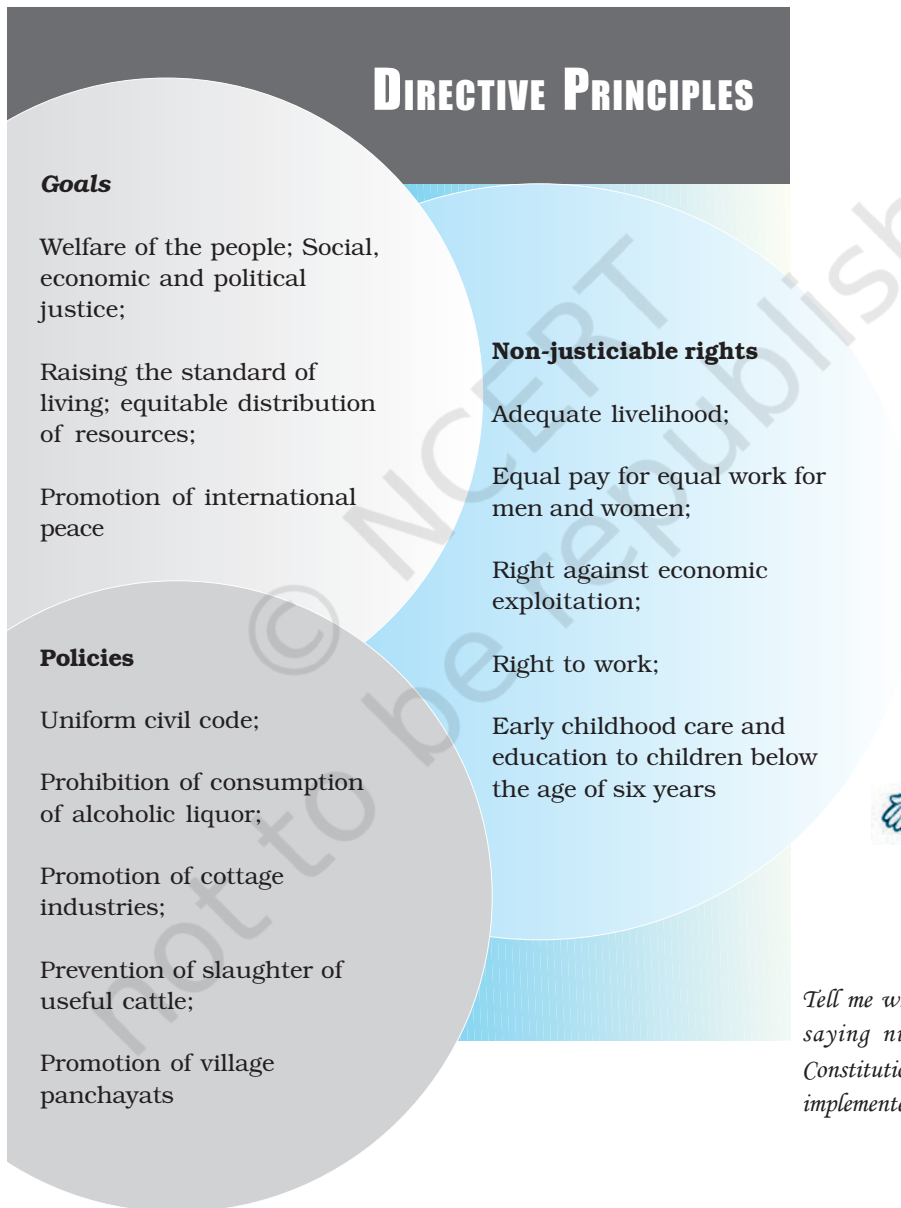 DIRECTIVE PRINCIPLES
Goals
Welfare of the people; Social,
economic and political
justice;
Raising the standard of
living; equitable distribution
of resources;
Promotion of international
peace
Non-justiciable rights
Adequate livelihood;
Equal pay for equal work for
men and women;
Right against economic
exploitation;
Right to work;
Early childhood care and
education to children below
the age of six years
Policies
Uniform civil code;
Prohibition of consumption
of alcoholic liquor;
Promotion of cottage
industries;
Prevention of slaughter of
useful cattle;
Promotion of village
panchayats
Tell me
saying
© NCERT
not to be